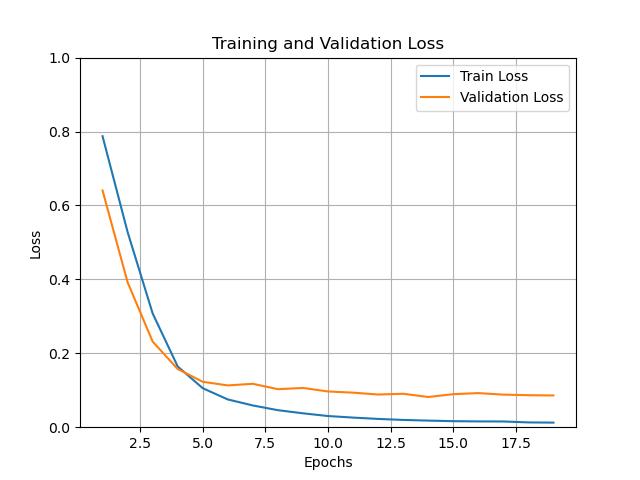 Training and Validation Loss
Train Loss
Validation Loss
1.0
0.8
0.6
0.4
0.2
0.0
Loss
2.5 5.0 7.5 10.0 12.5 15.0 17.5
Epochs